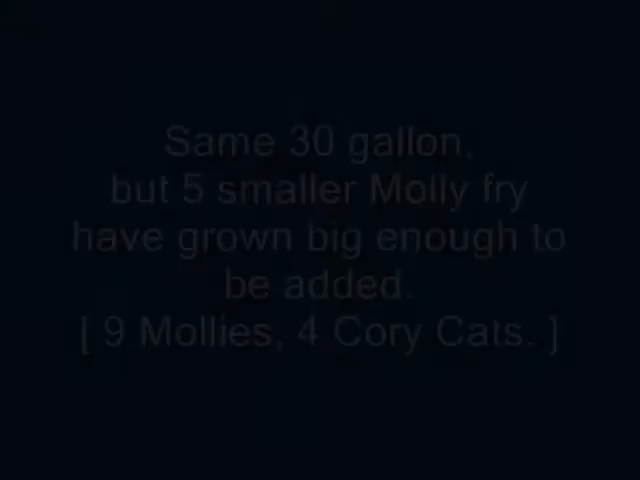 Same 30 gallon,
but 5 smaller Molly fry
have grown big enough to
be added.
[ 9 Mollies, 4 Cory Cats. ]